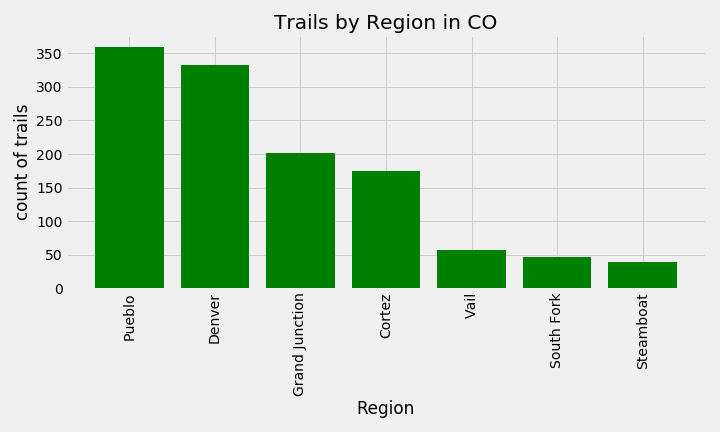 Trails by Region in CO
count of trails
350
300
250
200
150
100
50
0
Pueblo
Denver
Grand Junction
Cortez
Vail
South Fork
Steamboat
Region